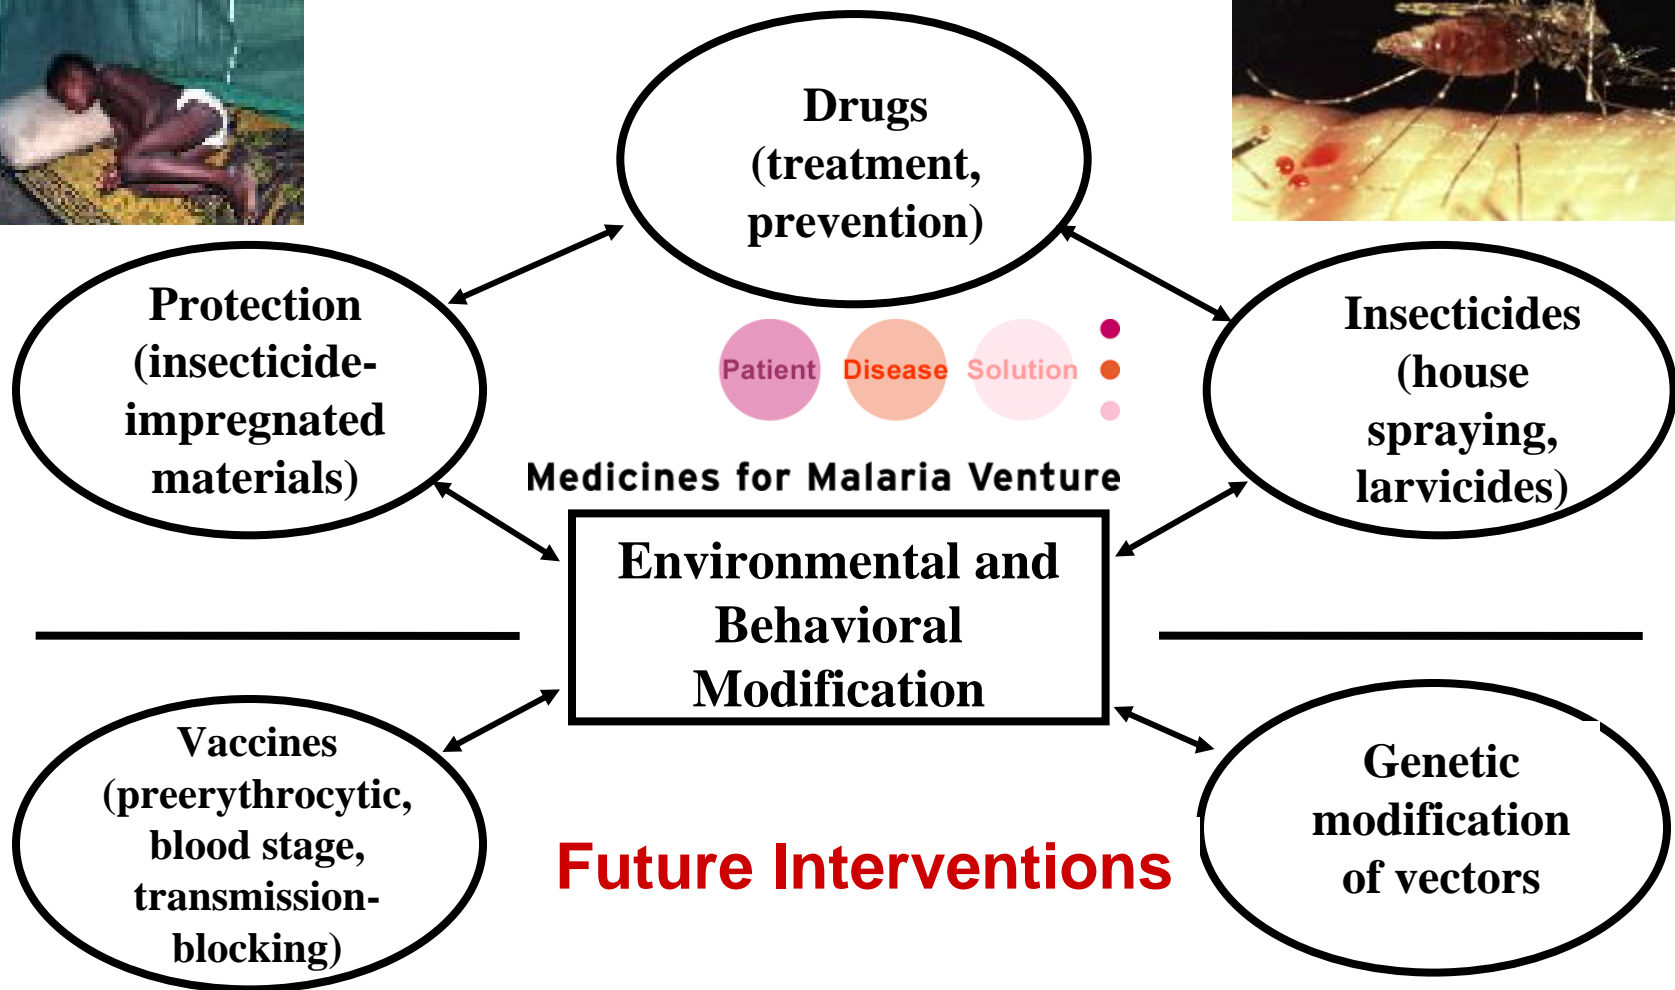 Drugs
(treatment,
prevention)
Protection
(insecticide-
impregnated
materials)
Insecticides
(house
spraying,
larvicides)
Patient Disease Solution
Medicines for Malaria Venture
Environmental and
Behavioral
Modification
Vaccines
(preerythrocytic,
blood stage,
transmission-
blocking)
Future Interventions
Genetic
modification
of vectors